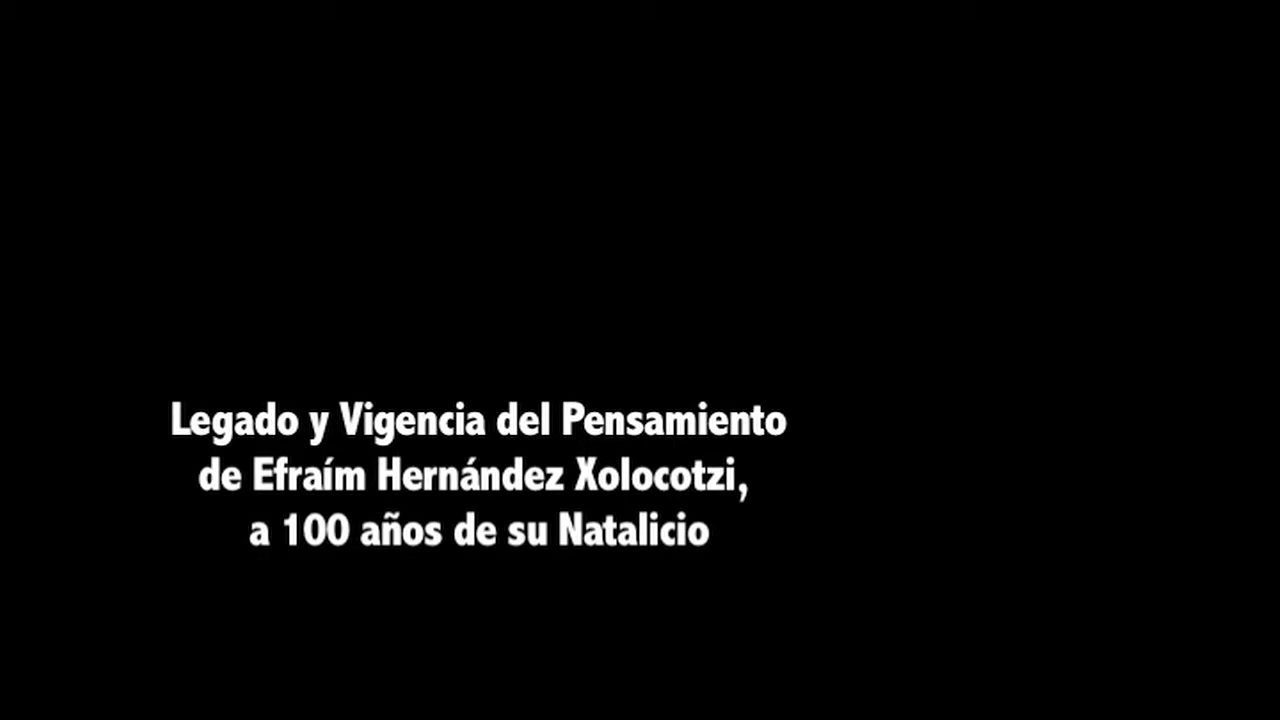 Legado y Vigencia del Pensamiento
de Efraím Hernández Xolocotzi,
a 100 años de su Natalicio